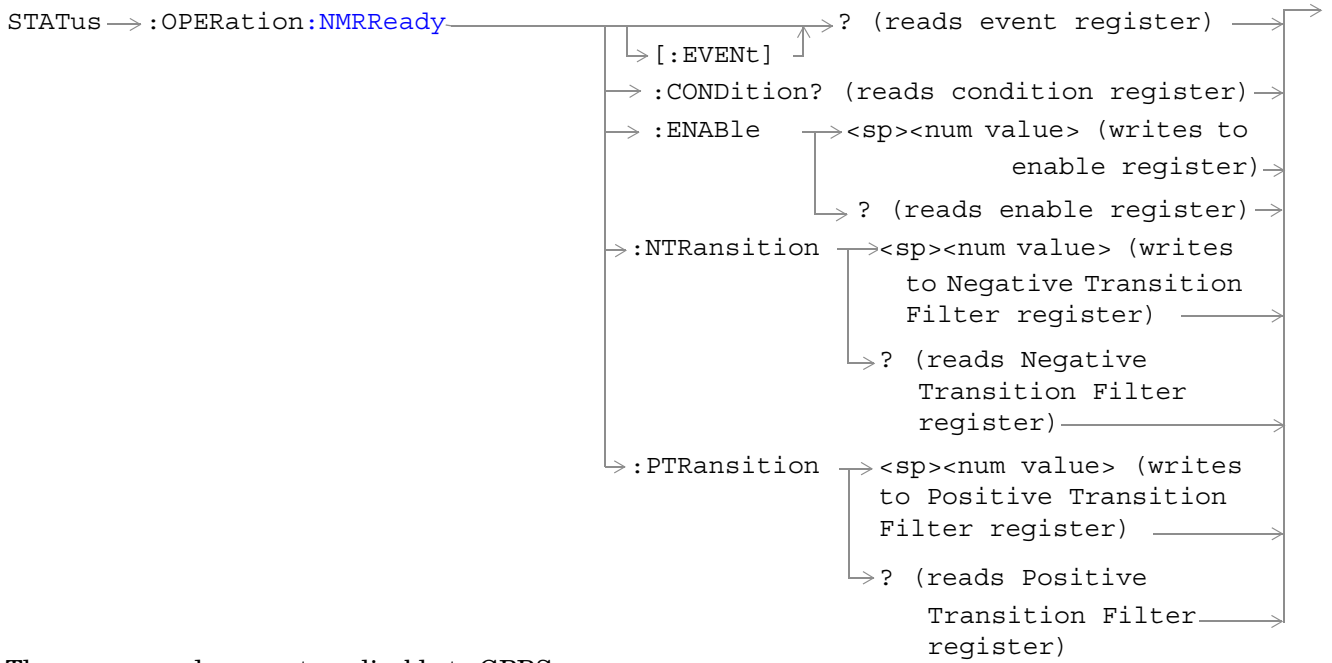 STATus :OPERation:NMRReady ? (reads event register)
[:EVENt]
:CONDition? (reads condition register)
:ENABle <sp><num value> (writes to
enable register)
? (reads enable register)
:NTRansition <sp><num value> (writes
to Negative Transition
Filter register)
? (reads Negative
Transition Filter
register)
:PTRansition <sp><num value> (writes
to Positive Transition
Filter register)
? (reads Positive
Transition Filter
register)